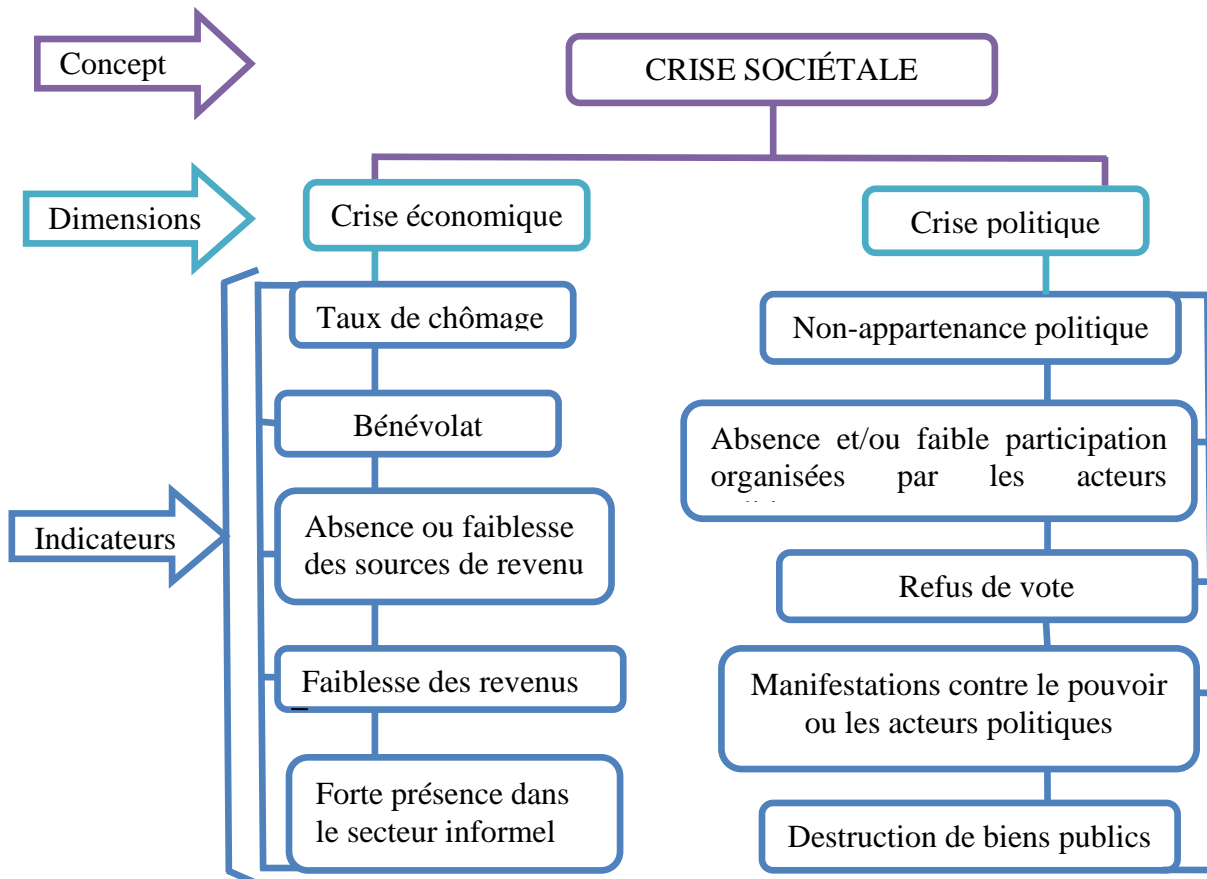 Concept
CRISE SOCIÉTALE
Dimensions
Crise économique
Crise politique
Indicateurs
Taux de chômage
Bénévolat
Absence ou faiblesse
des sources de revenu
Faiblesse des revenus
Forte présence dans
le secteur informel
Non-appartenance politique
Absence et/ou faible participation
organisées par les acteurs
Refus de vote
Manifestations contre le pouvoir
ou les acteurs politiques
Destruction de biens publics